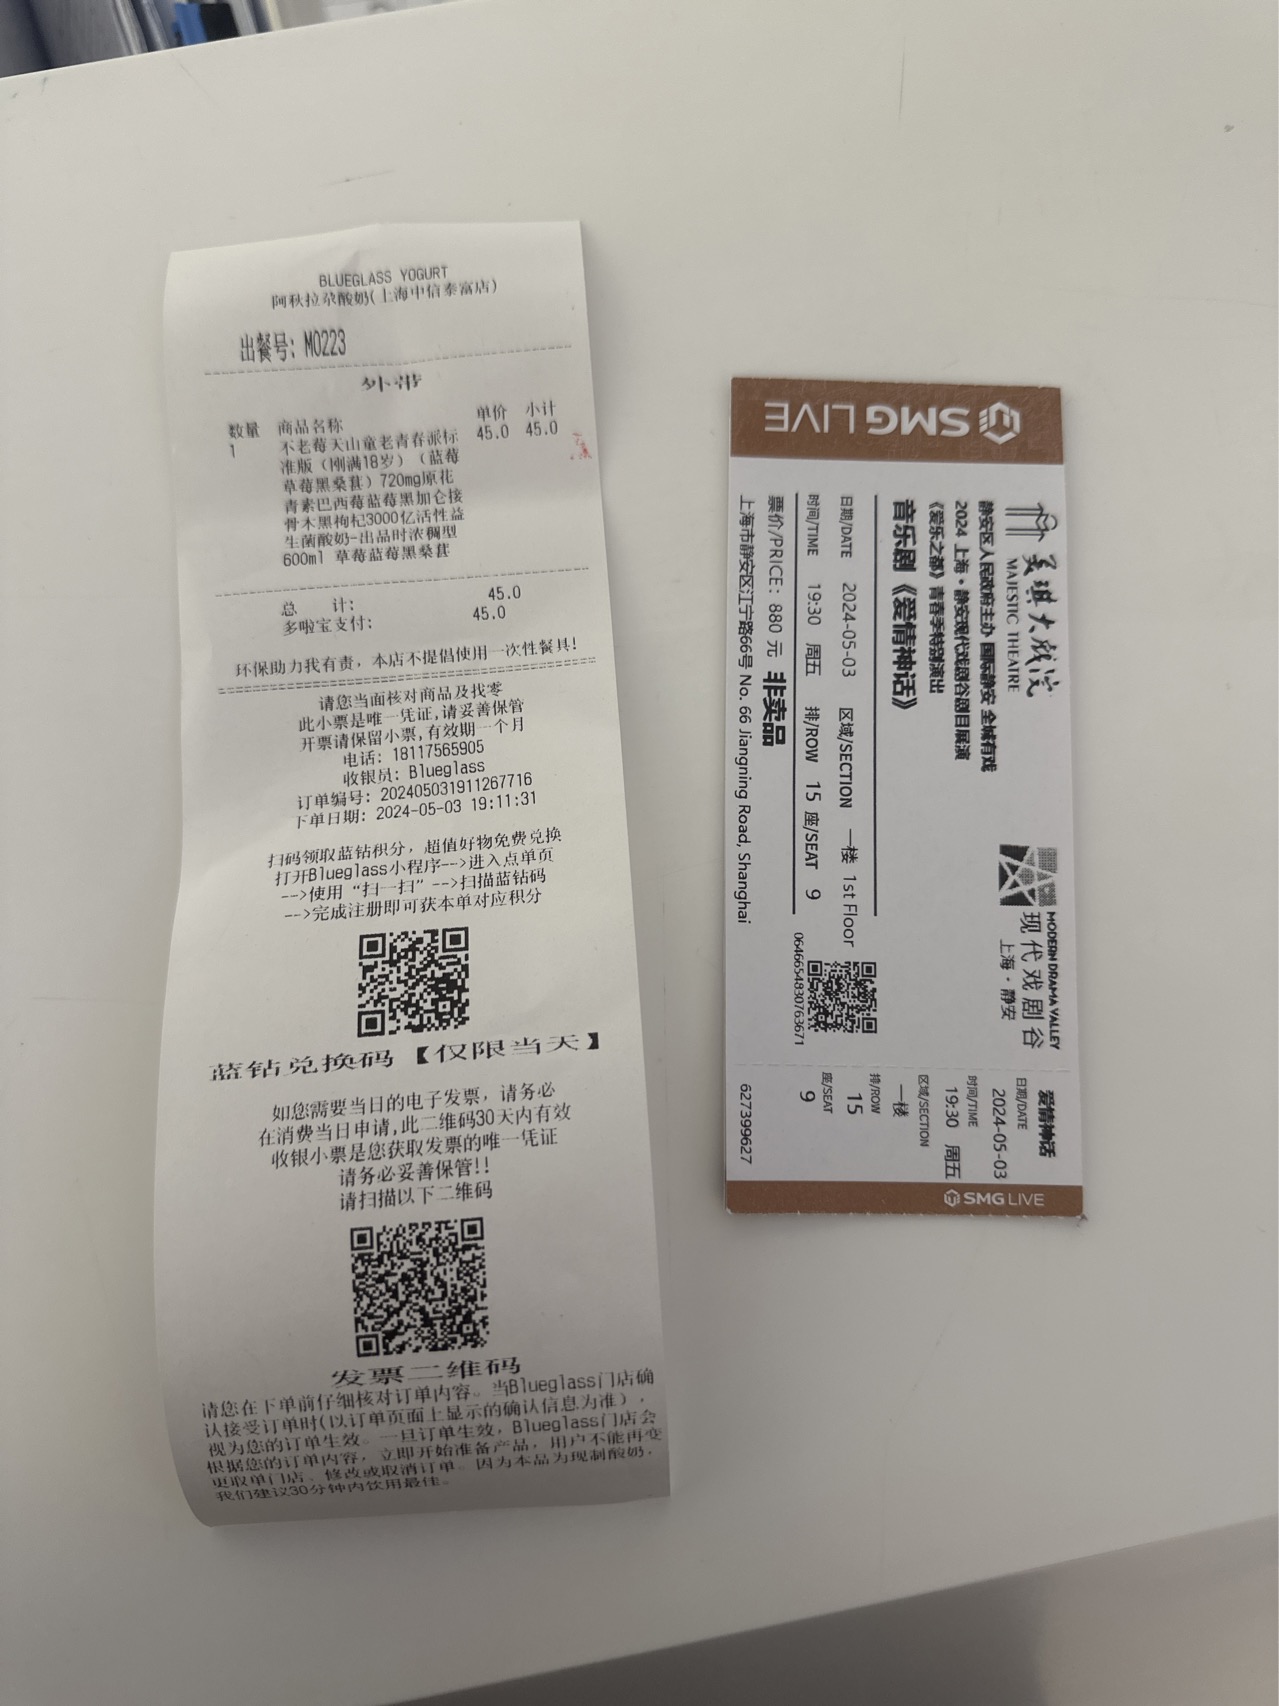 BLUEGLASS YOGURT
阿秋拉尕酸奶(上海中信泰富店)
出餐号: M0223
外带
数量 商品名称 单价 小计
1 不老莓天山童老青春派标 45.0 45.0
准版（刚满18岁）（蓝莓
草莓黑桑葚）720mg原花
青素巴西莓蓝莓黑加仑接
骨木黑枸杞3000亿活性益
生菌酸奶-出品时浓稠型
600ml 草莓蓝莓黑桑葚
总 计: 45.0
多啦宝支付: 45.0
环保助力我有责，本店不提倡使用一次性餐具!
请您当面核对商品及找零
此小票是唯一凭证,请妥善保管
开票请保留小票,有效期一个月
电话: 18117565905
收银员: Blueglass
订单编号: 202405031911267716
下单日期: 2024-05-03 19:11:31
扫码领取蓝钻积分，超值好物免费兑换
打开Blueglass小程序-->进入点单页
-->使用“扫一扫”-->扫描蓝钻码
-->完成注册即可获本单对应积分
蓝钻兑换码【仅限当天】
如您需要当日的电子发票，请务必
在消费当日申请,此二维码30天内有效
收银小票是您获取发票的唯一凭证
请务必妥善保管!!
请扫描以下二维码
发票二维码
请您在下单前仔细核对订单内容。当Blueglass门店确
认接受订单时(以订单页面上显示的确认信息为准)，
视为您的订单生效。一旦订单生效，Blueglass门店会
根据您的订单内容，立即开始准备产品，用户不能再变
更取单门店、修改或取消订单。因为本品为现制酸奶，
我们建议30分钟内饮用最佳。
SMG LIVE
美琪大戏院
MAJESTIC THEATRE
MODERN DRAMA VALLEY
现代戏剧谷
上海·静安
静安区人民政府主办 国际静安 全城有戏
2024 上海·静安现代戏剧谷剧目展演
《爱乐之都》青春季特别演出
音乐剧《爱情神话》
日期/DATE 2024-05-03 区域/SECTION 一楼 1st Floor
时间/TIME 19:30 周五 排/ROW 15 座/SEAT 9
票价/PRICE: 880 元 非卖品
上海市静安区江宁路66号 No. 66 Jiangning Road, Shanghai
0646654830763671
爱情神话
日期/DATE
2024-05-03
时间/TIME
19:30 周五
区域/SECTION
一楼
排/ROW
15
座/SEAT
9
627399627
SMG LIVE